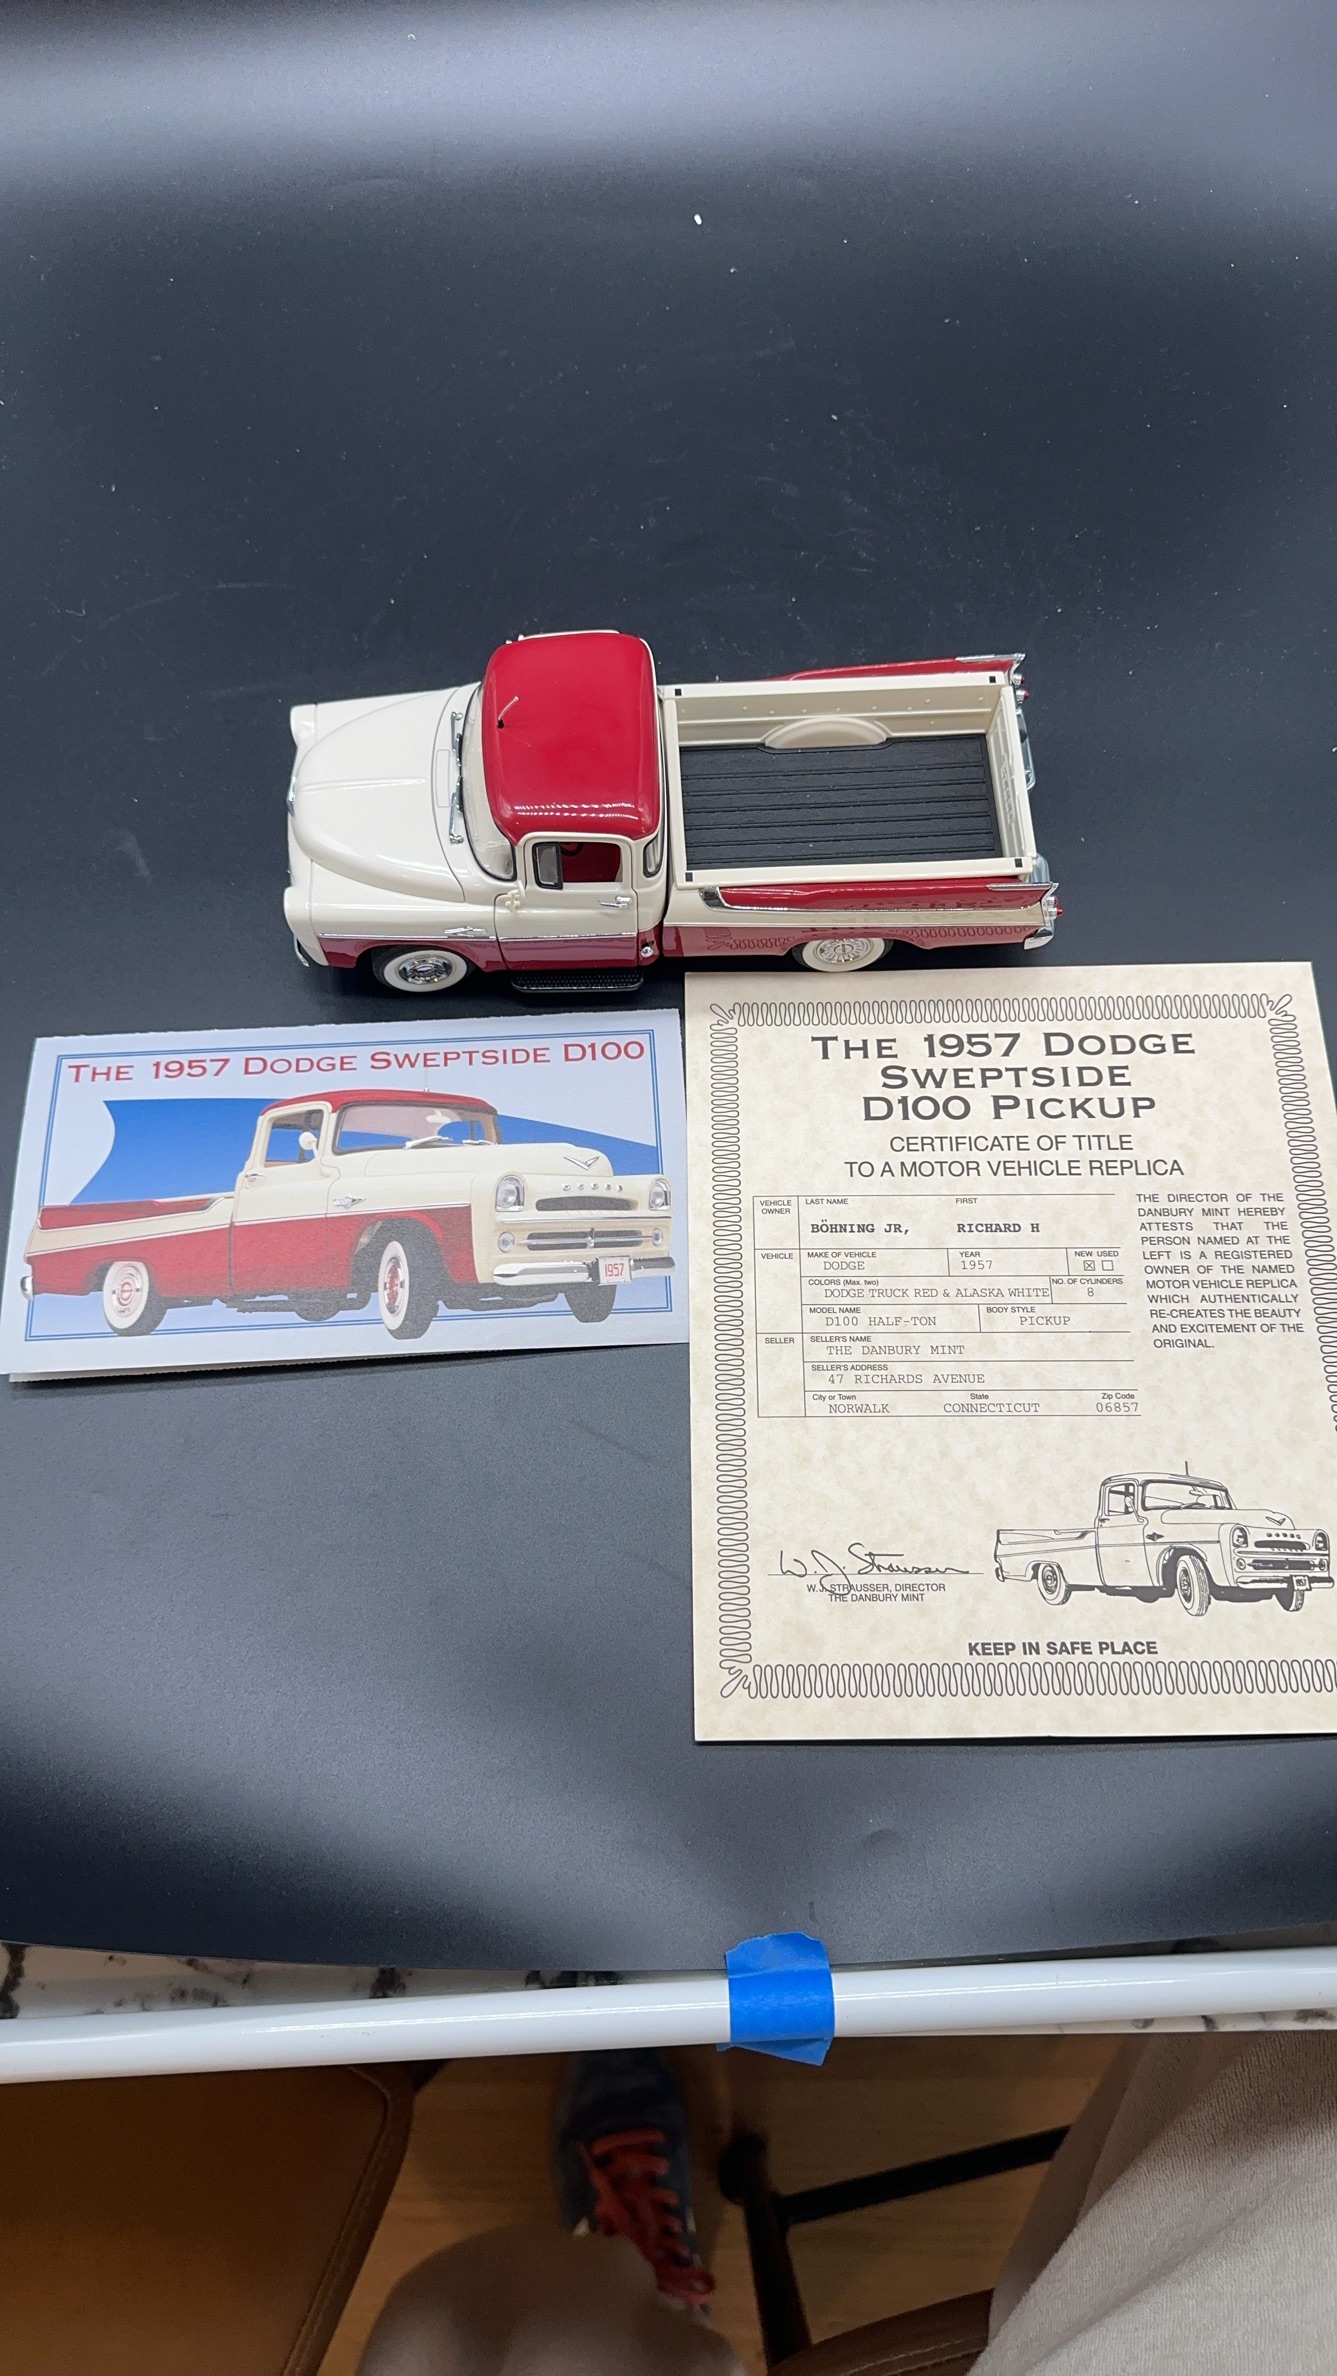 THE 1957 DODGE SWEPTSIDE D100
DODGE
1957
THE 1957 DODGE
SWEPTSIDE
D100 PICKUP
CERTIFICATE OF TITLE
TO A MOTOR VEHICLE REPLICA
VEHICLE OWNER
LAST NAME FIRST
BÖHNING JR, RICHARD H
VEHICLE
MAKE OF VEHICLE YEAR NEW USED
DODGE 1957 ☒ ☐
COLORS (Max. two) NO. OF CYLINDERS
DODGE TRUCK RED & ALASKA WHITE 8
MODEL NAME BODY STYLE
D100 HALF-TON PICKUP
SELLER
SELLER'S NAME
THE DANBURY MINT
SELLER'S ADDRESS
47 RICHARDS AVENUE
City or Town State Zip Code
NORWALK CONNECTICUT 06857
THE DIRECTOR OF THE
DANBURY MINT HEREBY
ATTESTS THAT THE
PERSON NAMED AT THE
LEFT IS A REGISTERED
OWNER OF THE NAMED
MOTOR VEHICLE REPLICA
WHICH AUTHENTICALLY
RE-CREATES THE BEAUTY
AND EXCITEMENT OF THE
ORIGINAL.
W. J. Strausser
W.J. STRAUSSER, DIRECTOR
THE DANBURY MINT
DODGE
KEEP IN SAFE PLACE